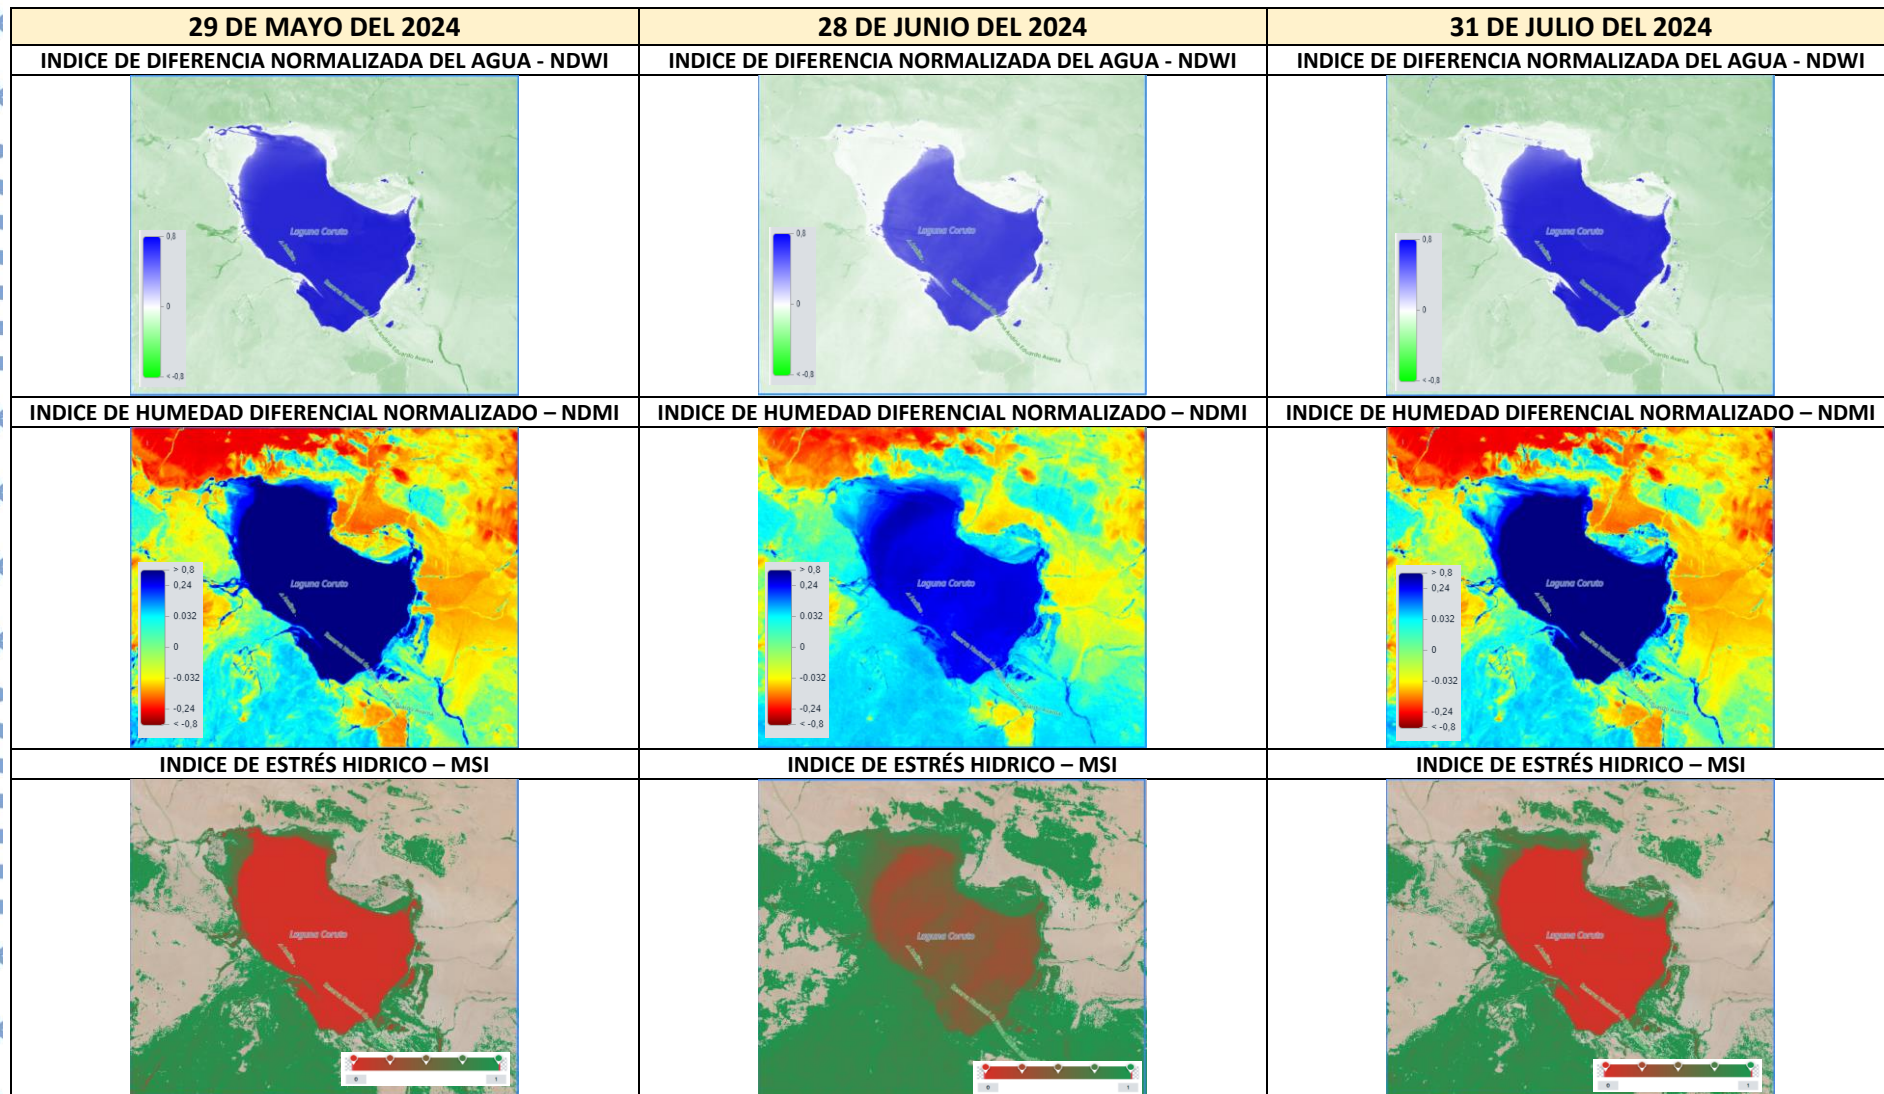 29 DE MAYO DEL 2024
28 DE JUNIO DEL 2024
31 DE JULIO DEL 2024
INDICE DE DIFERENCIA NORMALIZADA DEL AGUA - NDWI
INDICE DE DIFERENCIA NORMALIZADA DEL AGUA - NDWI
INDICE DE DIFERENCIA NORMALIZADA DEL AGUA - NDWI
Laguna Coruto
0,8
0
< -0,8
Laguna Coruto
0,8
0
< -0,8
Laguna Coruto
0,8
0
< -0,8
INDICE DE HUMEDAD DIFERENCIAL NORMALIZADO – NDMI
INDICE DE HUMEDAD DIFERENCIAL NORMALIZADO – NDMI
INDICE DE HUMEDAD DIFERENCIAL NORMALIZADO – NDMI
Laguna Coruto
> 0,8
0,24
0.032
0
-0.032
-0,24
< -0,8
Laguna Coruto
> 0,8
0,24
0.032
0
-0.032
-0,24
< -0,8
Laguna Coruto
> 0,8
0,24
0.032
0
-0.032
-0,24
< -0,8
INDICE DE ESTRÉS HIDRICO – MSI
INDICE DE ESTRÉS HIDRICO – MSI
INDICE DE ESTRÉS HIDRICO – MSI
Laguna Coruto
0 1
Laguna Coruto
0 1
Laguna Coruto
0 1